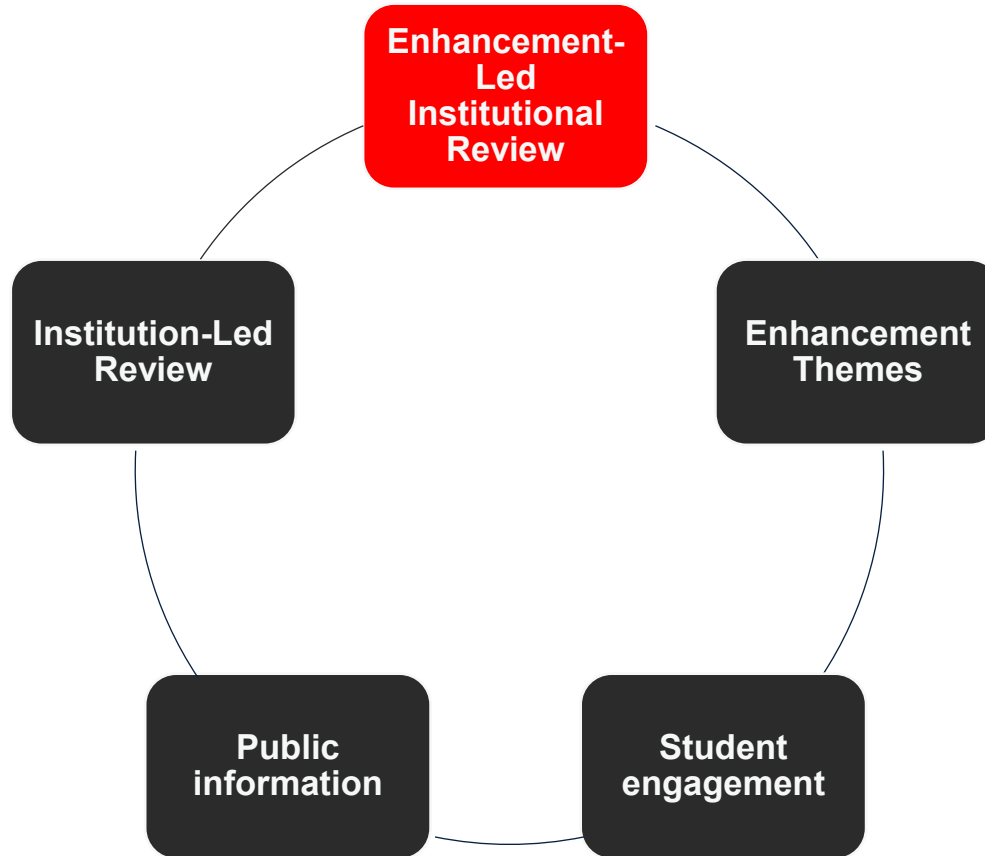 Enhancement-
Led
Institutional
Review
Institution-Led
Review
Enhancement
Themes
Public
information
Student
engagement